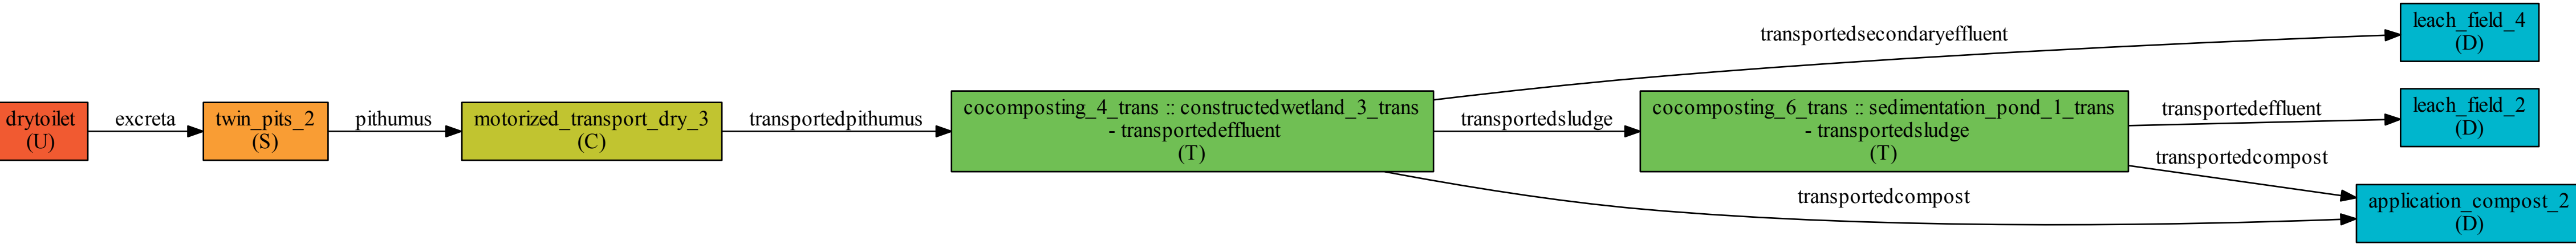 drytoilet
(U)
excreta
twin_pits_2
(S)
pithumus
motorized_transport_dry_3
(C)
transportedpithumus
cocomposting_4_trans :: constructedwetland_3_trans
- transportedeffluent
(T)
transportedsecondaryeffluent
transportedsludge
transportedcompost
cocomposting_6_trans :: sedimentation_pond_1_trans
- transportedsludge
(T)
transportedeffluent
transportedcompost
leach_field_4
(D)
leach_field_2
(D)
application_compost_2
(D)